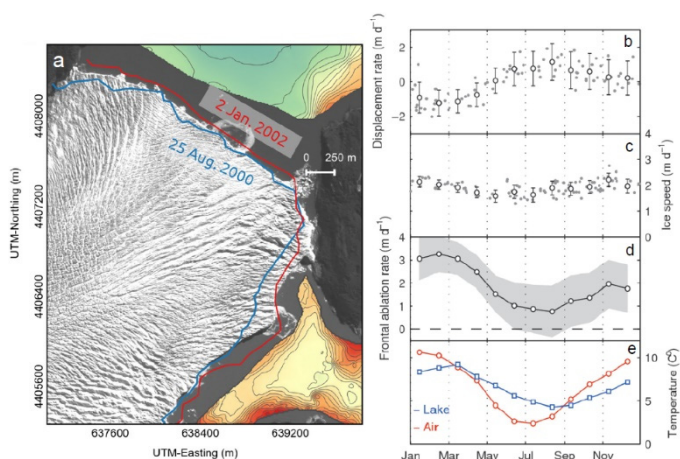 a
2 Jan. 2002
25 Aug. 2000
0 250 m
4408000
4407200
4406400
4405600
UTM-Northing (m)
637600 638400 639200
UTM-Easting (m)
b
Displacement rate (m d⁻¹)
2
0
−2
c
4
3
2
1
0
Ice speed (m d⁻¹)
d
Frontal ablation rate (m d⁻¹)
4
3
2
1
0
e
10
5
0
Temperature (C°)
– Lake
– Air
Jan Mar May Jul Sep Nov